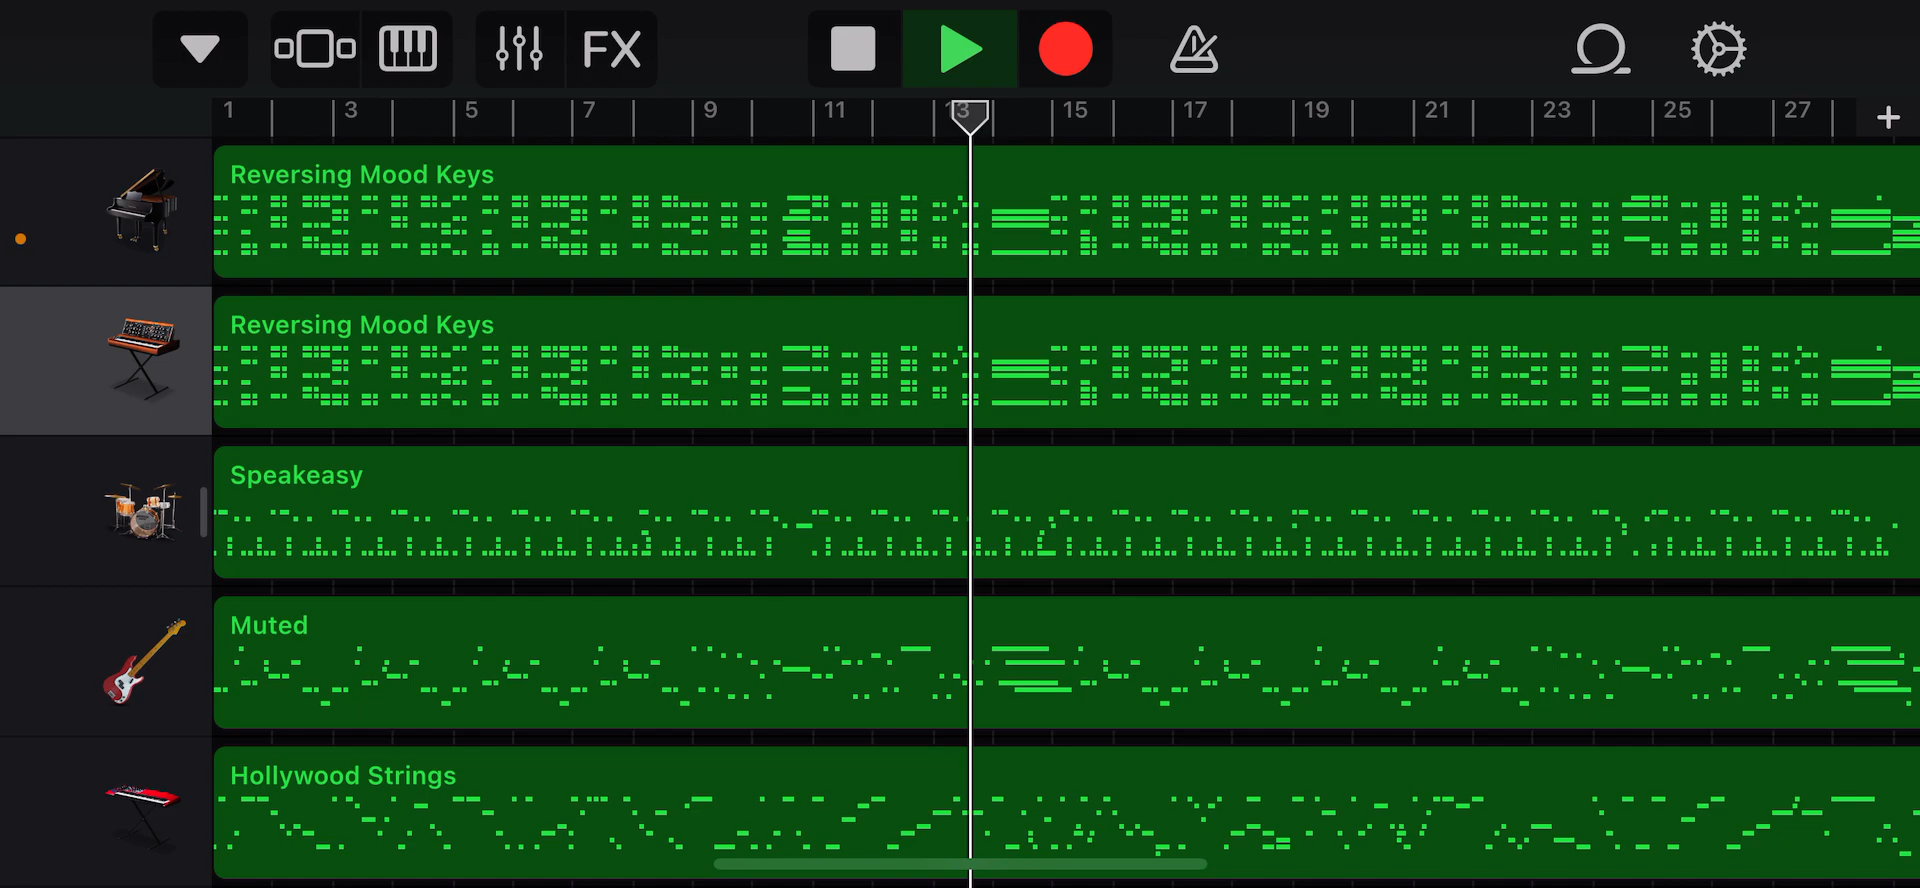 FX
1 3 5 7 9 11 13 15 17 19 21 23 25 27 +
Reversing Mood Keys
Reversing Mood Keys
Speakeasy
Muted
Hollywood Strings